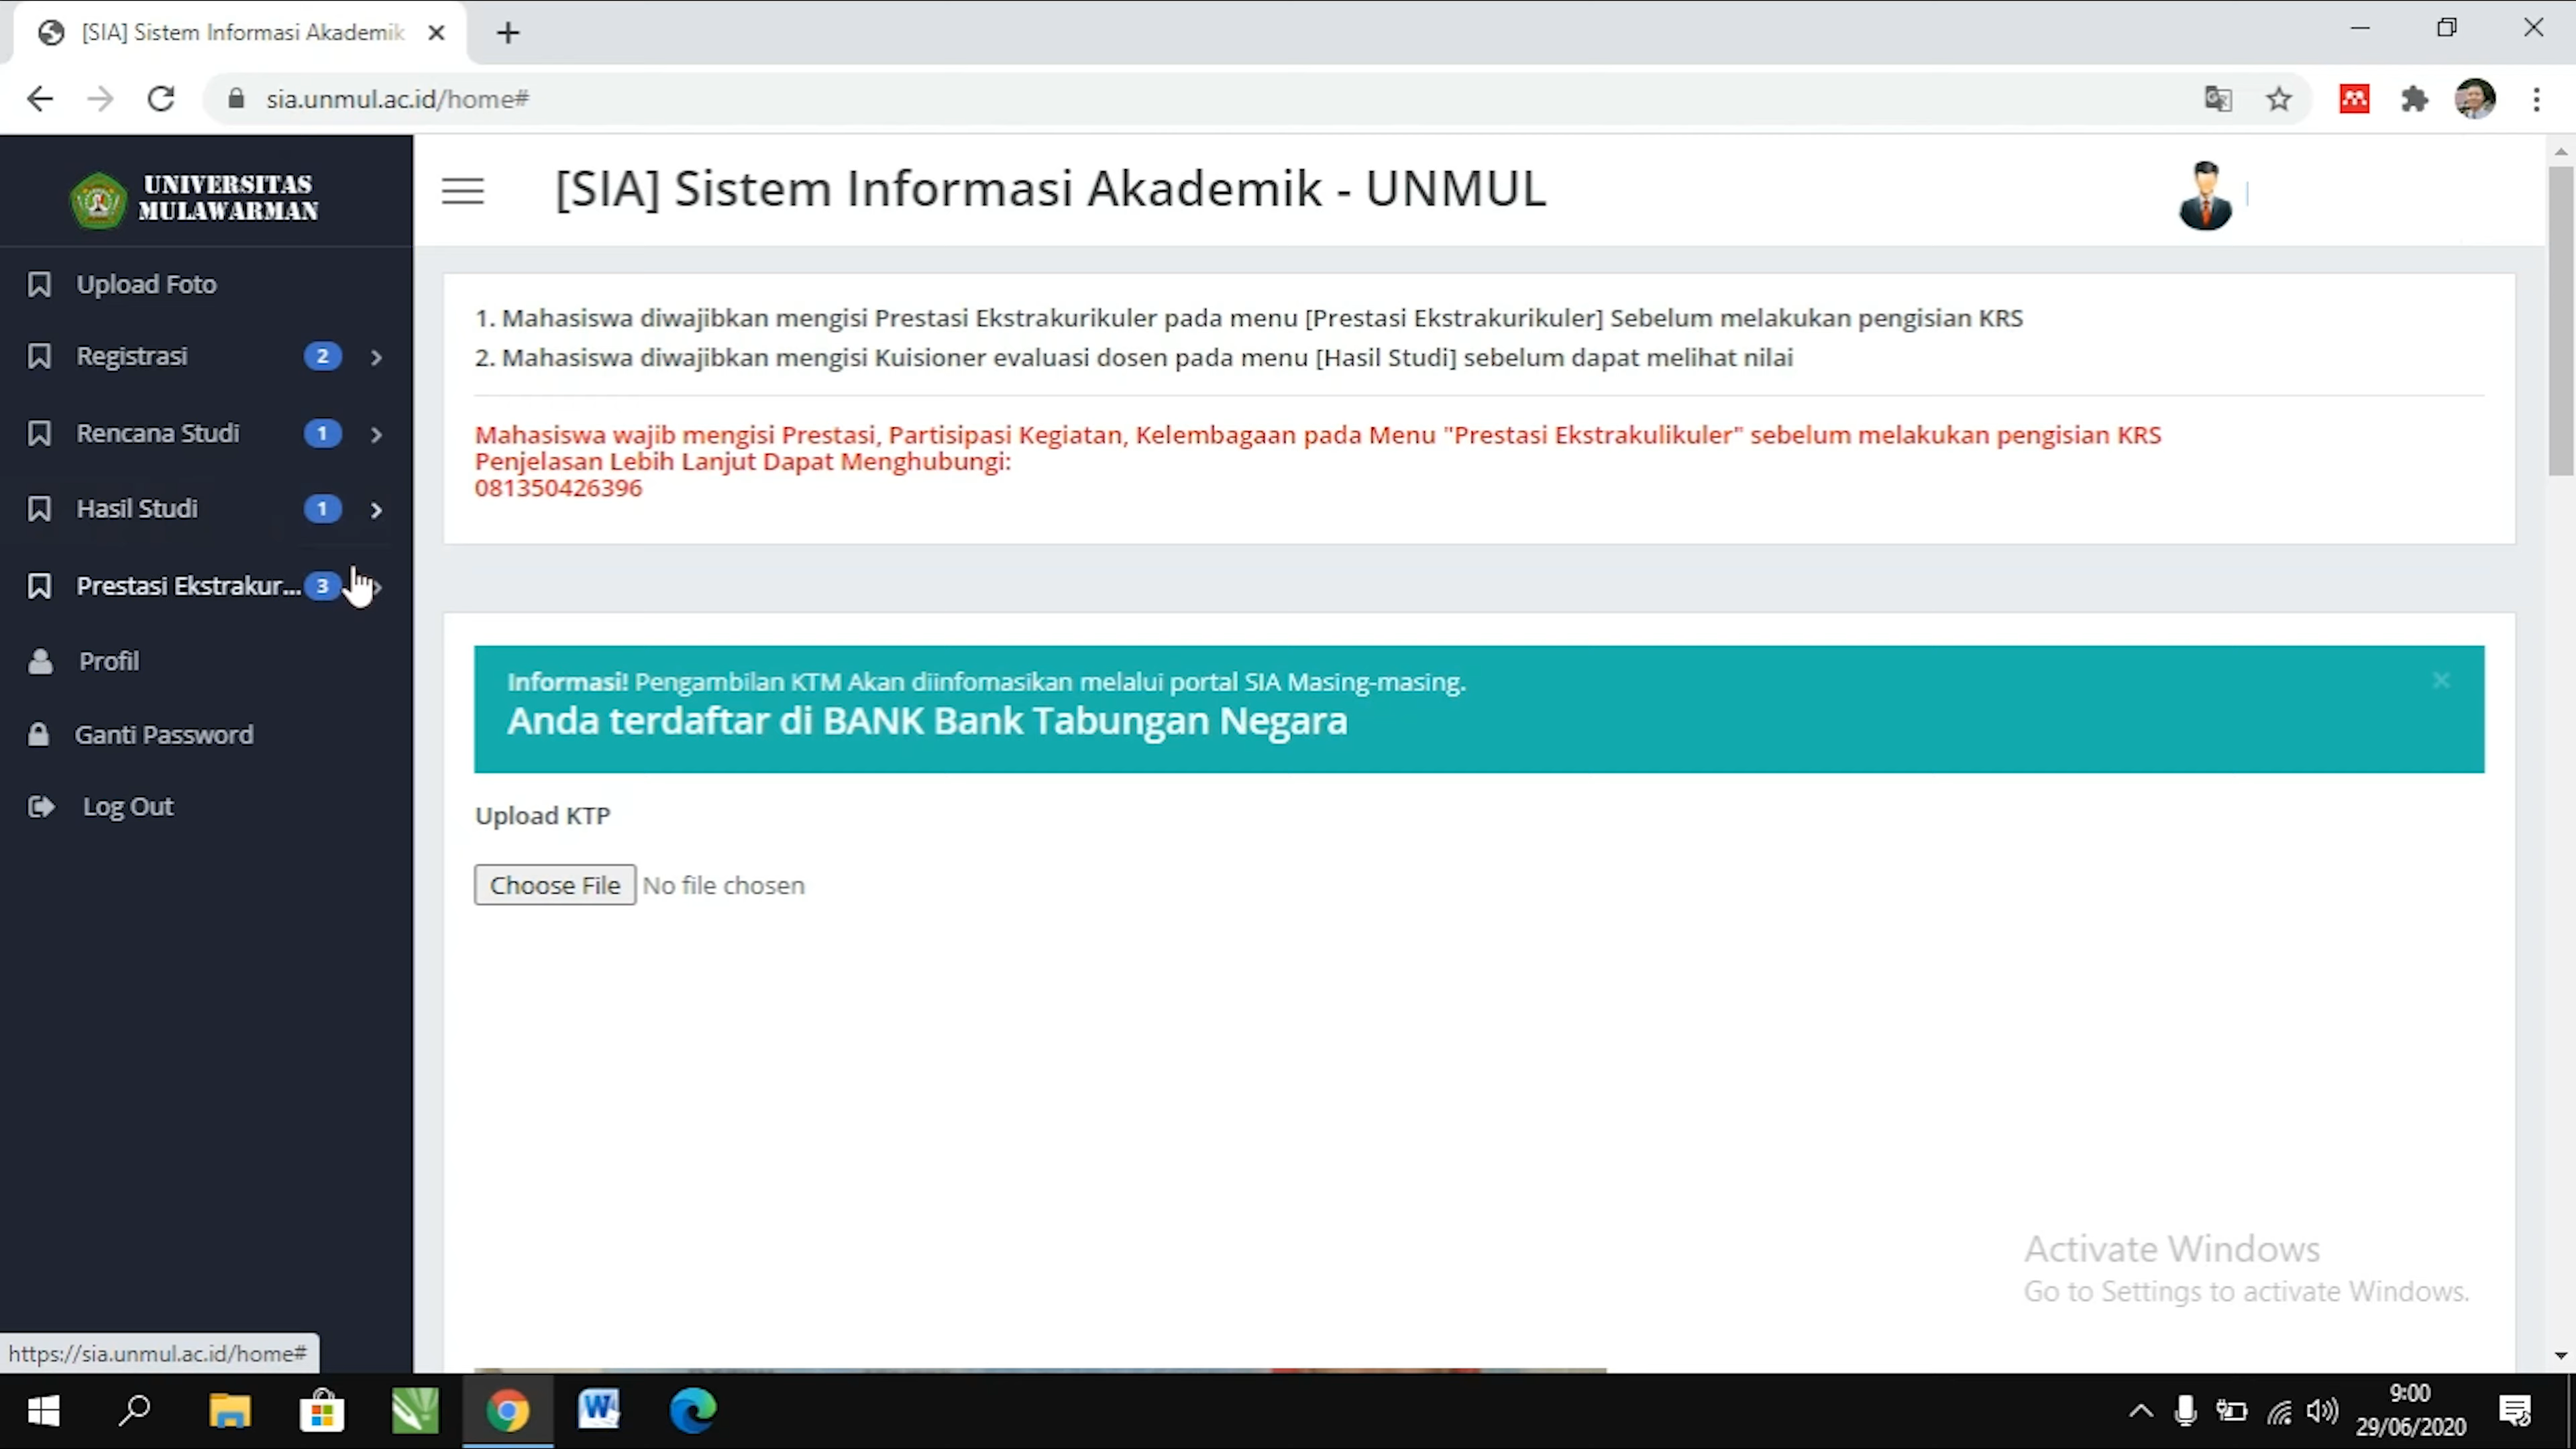 [SIA] Sistem Informasi Akademik
sia.unmul.ac.id/home#
UNIVERSITAS
MULAWARMAN
[SIA] Sistem Informasi Akademik - UNMUL
Upload Foto
Registrasi 2
Rencana Studi 1
Hasil Studi 1
Prestasi Ekstrakur... 3
Profil
Ganti Password
Log Out
1. Mahasiswa diwajibkan mengisi Prestasi Ekstrakurikuler pada menu [Prestasi Ekstrakurikuler] Sebelum melakukan pengisian KRS
2. Mahasiswa diwajibkan mengisi Kuisioner evaluasi dosen pada menu [Hasil Studi] sebelum dapat melihat nilai
Mahasiswa wajib mengisi Prestasi, Partisipasi Kegiatan, Kelembagaan pada Menu "Prestasi Ekstrakulikuler" sebelum melakukan pengisian KRS
Penjelasan Lebih Lanjut Dapat Menghubungi:
081350426396
Informasi! Pengambilan KTM Akan diinfomasikan melalui portal SIA Masing-masing.
Anda terdaftar di BANK Bank Tabungan Negara
Upload KTP
Choose File No file chosen
Activate Windows
Go to Settings to activate Windows.
https://sia.unmul.ac.id/home#
9:00
29/06/2020